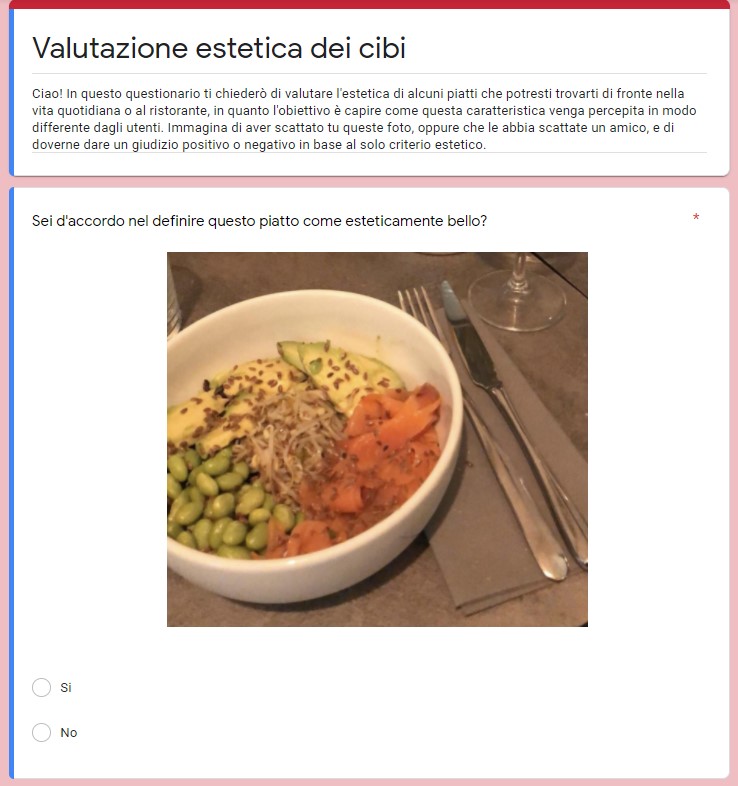 Valutazione estetica dei cibi
Ciao! In questo questionario ti chiederò di valutare l'estetica di alcuni piatti che potresti trovarti di fronte nella
vita quotidiana o al ristorante, in quanto l'obiettivo è capire come questa caratteristica venga percepita in modo
differente dagli utenti. Immagina di aver scattato tu queste foto, oppure che le abbia scattate un amico, e di
doverne dare un giudizio positivo o negativo in base al solo criterio estetico.
Sei d'accordo nel definire questo piatto come esteticamente bello? *
Si
No